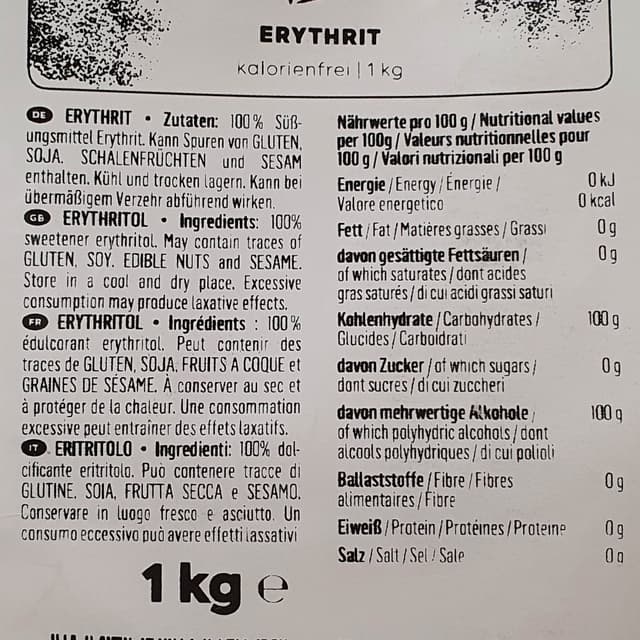 ERYTHRIT
kalorienfrei | 1 kg
DE ERYTHRIT • Zutaten: 100% Süß-
ungsmittel Erythrit. Kann Spuren von GLUTEN,
SOJA, SCHALENFRÜCHTEN und SESAM
enthalten. Kühl und trocken lagern. Kann bei
übermäßigem Verzehr abführend wirken.
GB ERYTHRITOL • Ingredients: 100%
sweetener erythritol. May contain traces of
GLUTEN, SOY, EDIBLE NUTS and SESAME.
Store in a cool and dry place. Excessive
consumption may produce laxative effects.
FR ERYTHRITOL • Ingrédients : 100%
édulcorant erythritol. Peut contenir des
traces de GLUTEN, SOJA, FRUITS A COQUE et
GRAINES DE SÉSAME. À conserver au sec et
à protéger de la chaleur. Une consommation
excessive peut entraîner des effets laxatifs.
IT ERITRITOLO • Ingredienti: 100% dol-
cificante eritritolo. Può contenere tracce di
GLUTINE, SOIA, FRUTTA SECCA e SESAMO.
Conservare in luogo fresco e asciutto. Un
consumo eccessivo può avere effetti lassativi
1 kg ℮
Nährwerte pro 100 g / Nutritional values
per 100g / Valeurs nutritionnelles pour
100 g / Valori nutrizionali per 100 g
Energie / Energy / Énergie / 0 kJ
Valore energetico 0 kcal
Fett / Fat / Matières grasses / Grassi 0 g
davon gesättigte Fettsäuren / 0 g
of which saturates / dont acides
gras saturés / di cui acidi grassi saturi
Kohlenhydrate / Carbohydrates / 100 g
Glucides / Carboidrati
davon Zucker / of which sugars / 0 g
dont sucres / di cui zuccheri
davon mehrwertige Alkohole / 100 g
of which polyhydric alcohols / dont
alcools polyhydriques / di cui polioli
Ballaststoffe / Fibre / Fibres 0 g
alimentaires / Fibre
Eiweiß / Protein / Protéines / Proteine 0 g
Salz / Salt / Sel / Sale 0 g